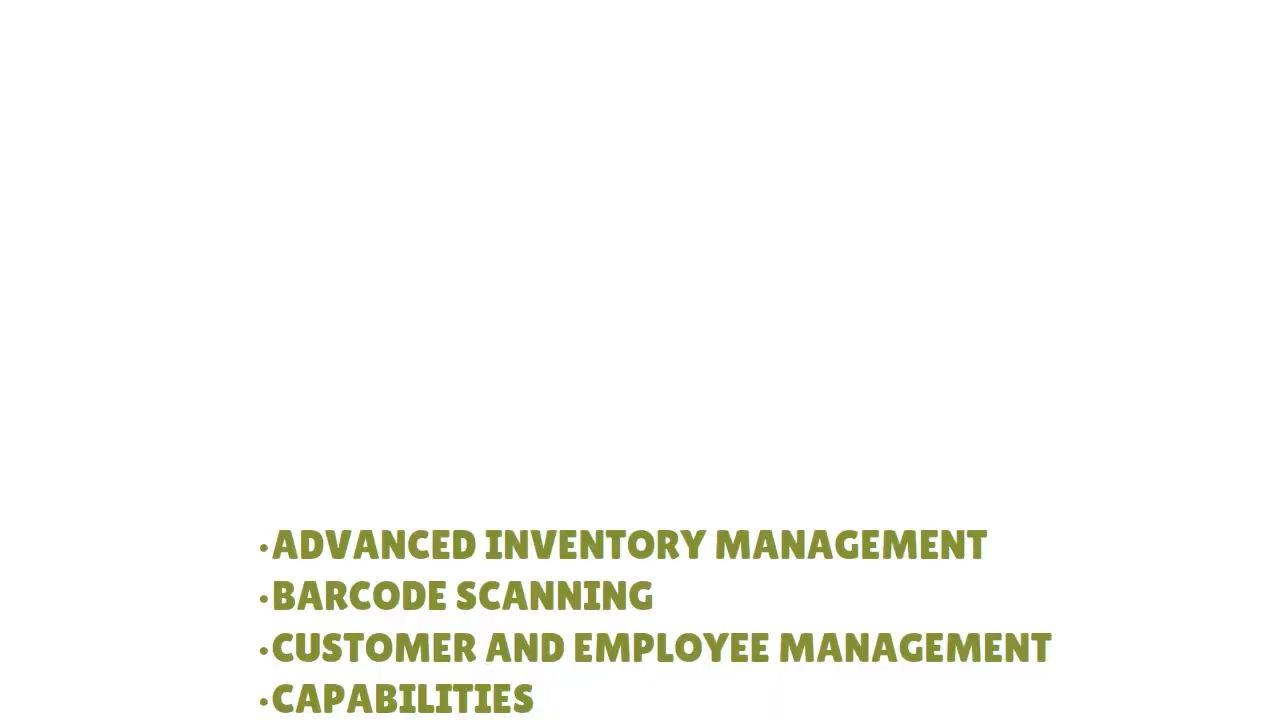 ·ADVANCED INVENTORY MANAGEMENT
·BARCODE SCANNING
·CUSTOMER AND EMPLOYEE MANAGEMENT
·CAPABILITIES